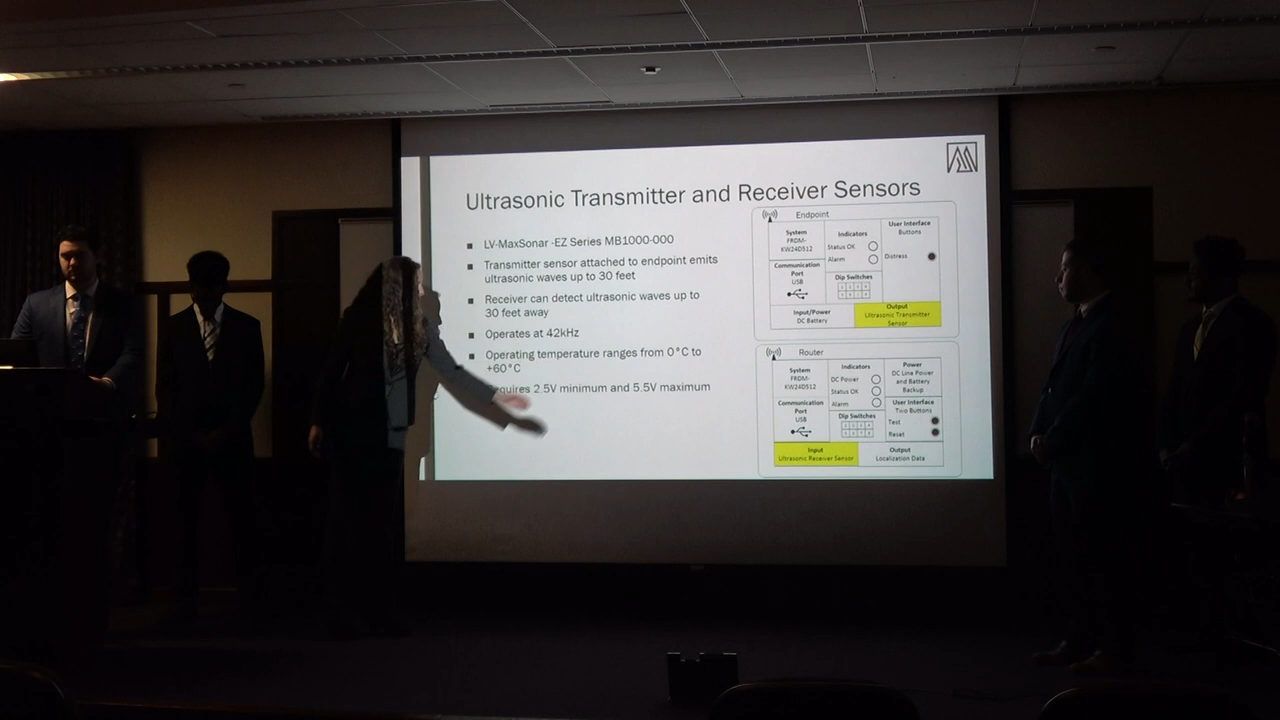 Ultrasonic Transmitter and Receiver Sensors
LV-MaxSonar -EZ Series MB1000-000
Transmitter sensor attached to endpoint emits
ultrasonic waves up to 30 feet
Receiver can detect ultrasonic waves up to
30 feet away
Operates at 42kHz
Operating temperature ranges from 0°C to
+60°C
2.5V minimum and 5.5V maximum
Endpoint
System
FRDM-
KW24D512
Communication
Port
USB
Indicators
Status OK
Alarm
Dip Switches
User Interface
Buttons
Distress
Input/Power
DC Battery
Output
Ultrasonic Transmitter
Sensor
Router
System
FRDM-
KW24D512
Communication
Port
USB
Indicators
DC Power
Status OK
Alarm
Dip Switches
Power
DC Line Power
and Battery
Backup
User Interface
Two Buttons
Test
Reset
Input
Ultrasonic Receiver Sensor
Output
Localization Data